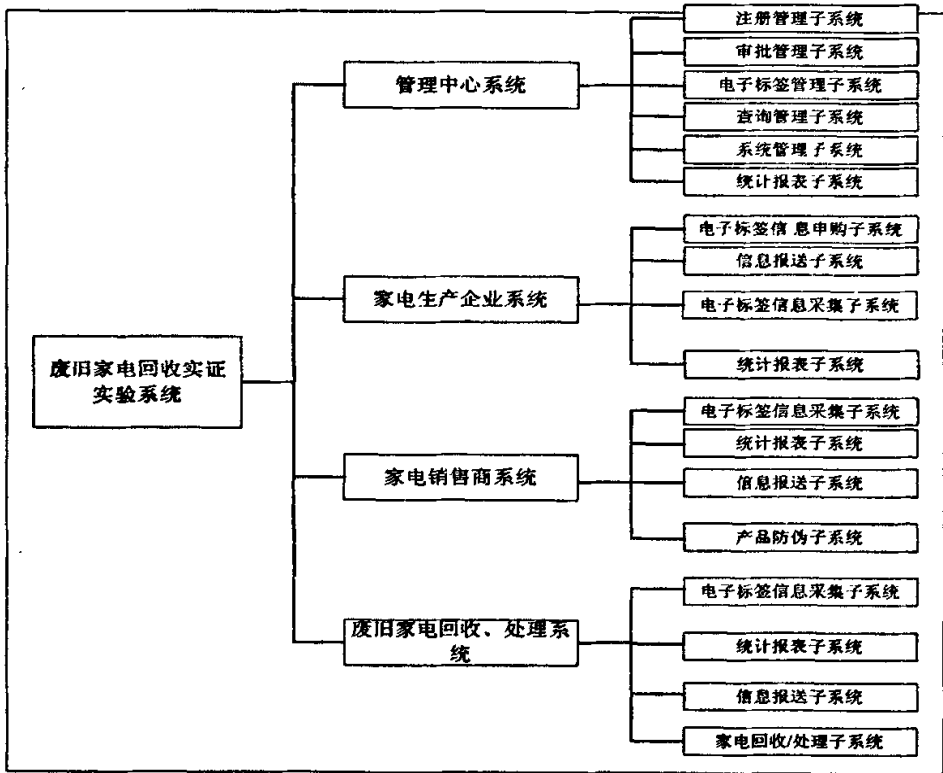 注册管理子系统
审批管理子系统
管理中心系统
电子标签管理子系统
查询管理子系统
系统管理子系统
统计报表子系统
电子标签信息申购子系统
信息报送子系统
家电生产企业系统
电子标签信息采集子系统
统计报表子系统
废旧家电回收实证
实验系统
电子标签信息采集子系统
统计报表子系统
家电销售商系统
信息报送子系统
产品防伪子系统
电子标签信息采集子系统
废旧家电回收、处理系
统
统计报表子系统
信息报送子系统
家电回收/处理子系统